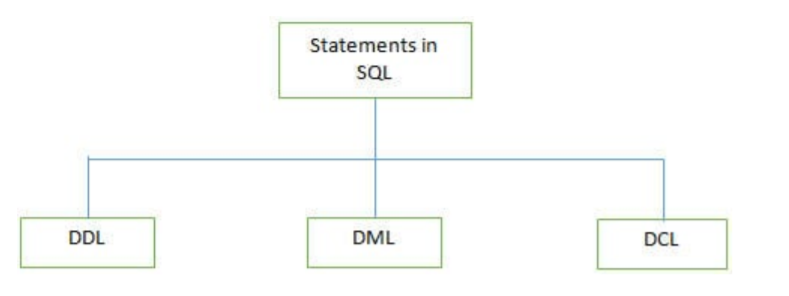 Statements in
SQL
DDL
DML
DCL